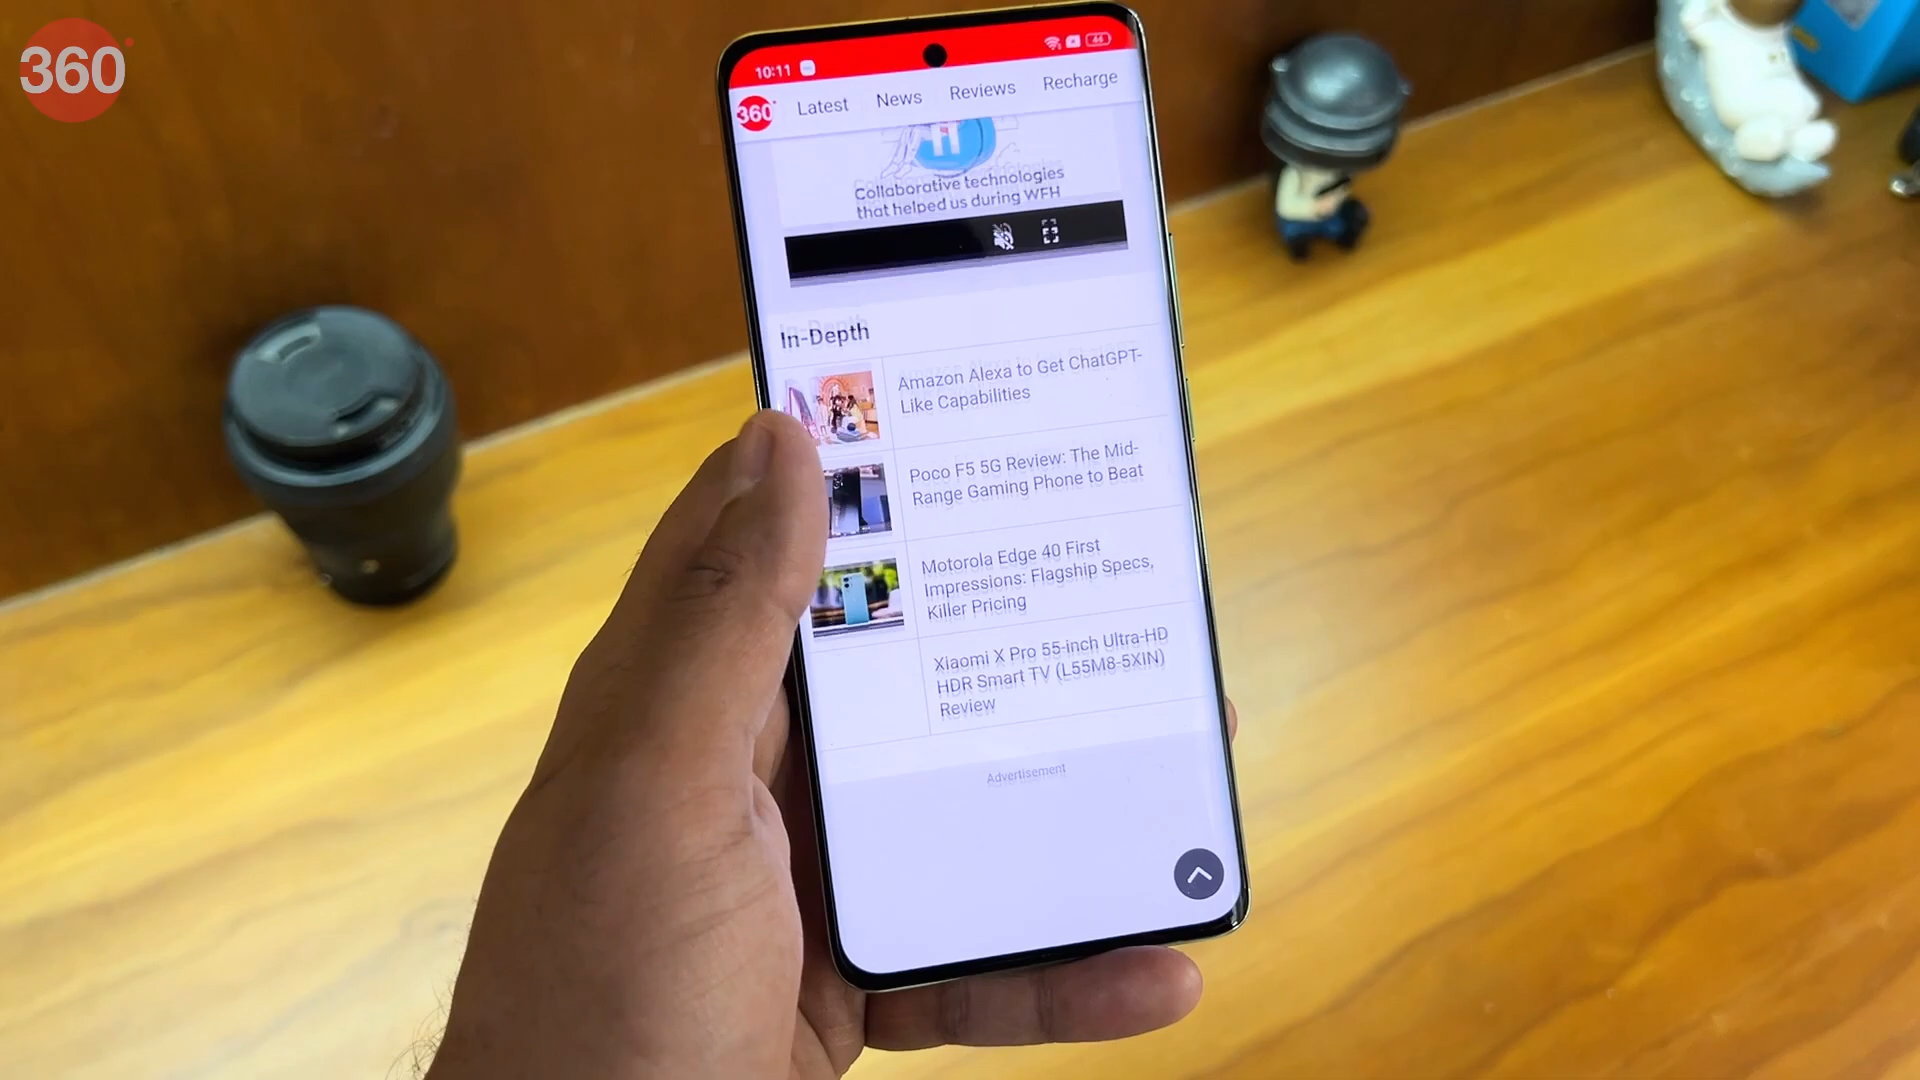 360
10:11
44
360
Latest News Reviews Recharge
Collaborative technologies
that helped us during WFH
In-Depth
Amazon Alexa to Get ChatGPT-
Like Capabilities
Poco F5 5G Review: The Mid-
Range Gaming Phone to Beat
Motorola Edge 40 First
Impressions: Flagship Specs,
Killer Pricing
Xiaomi X Pro 55-inch Ultra-HD
HDR Smart TV (L55M8-5XIN)
Review
Advertisement